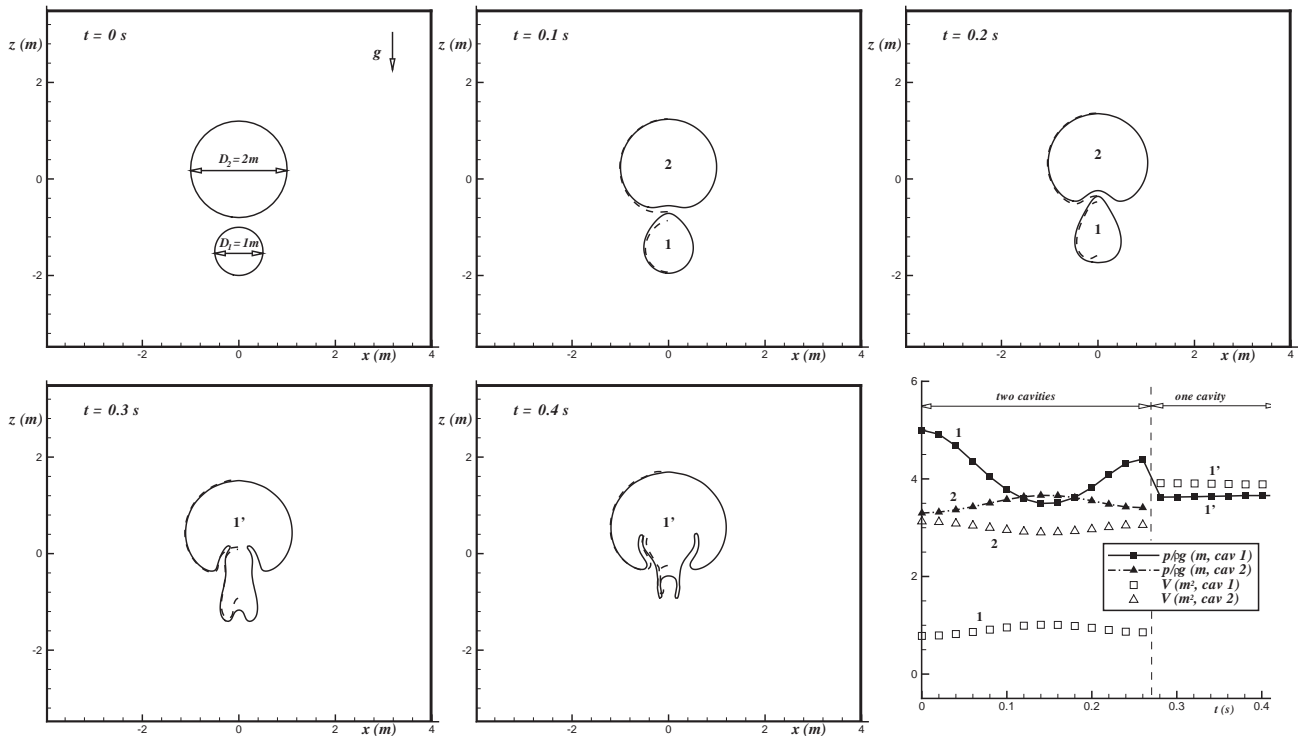 t = 0 s
z (m)
g
2
D2 = 2m
0
D1 = 1m
-2
-2 0 2 4
x (m)
t = 0.1 s
z (m)
2
2
0
1
-2
-2 0 2 4
x (m)
t = 0.2 s
z (m)
2
2
0
1
-2
-2 0 2 4
x (m)
t = 0.3 s
z (m)
2
1’
0
-2
-2 0 2 4
x (m)
t = 0.4 s
z (m)
2
1’
0
-2
-2 0 2 4
x (m)
6
two cavities
one cavity
1
1’
4
2
1’
2
p/ρg (m, cav 1)
p/ρg (m, cav 2)
V (m², cav 1)
V (m², cav 2)
2
1
0
0 0.1 0.2 0.3 0.4
t (s)